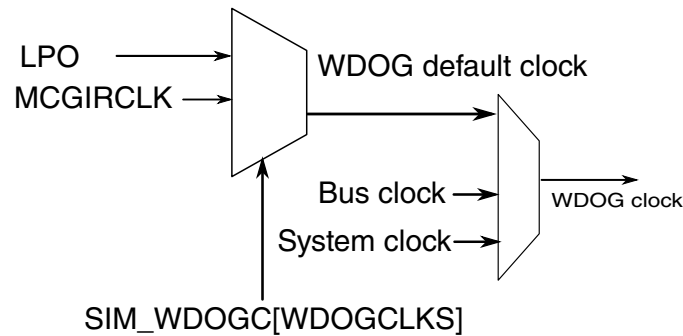 LPO
WDOG default clock
MCGIRCLK
Bus clock
WDOG clock
System clock
SIM_WDOGC[WDOGCLKS]